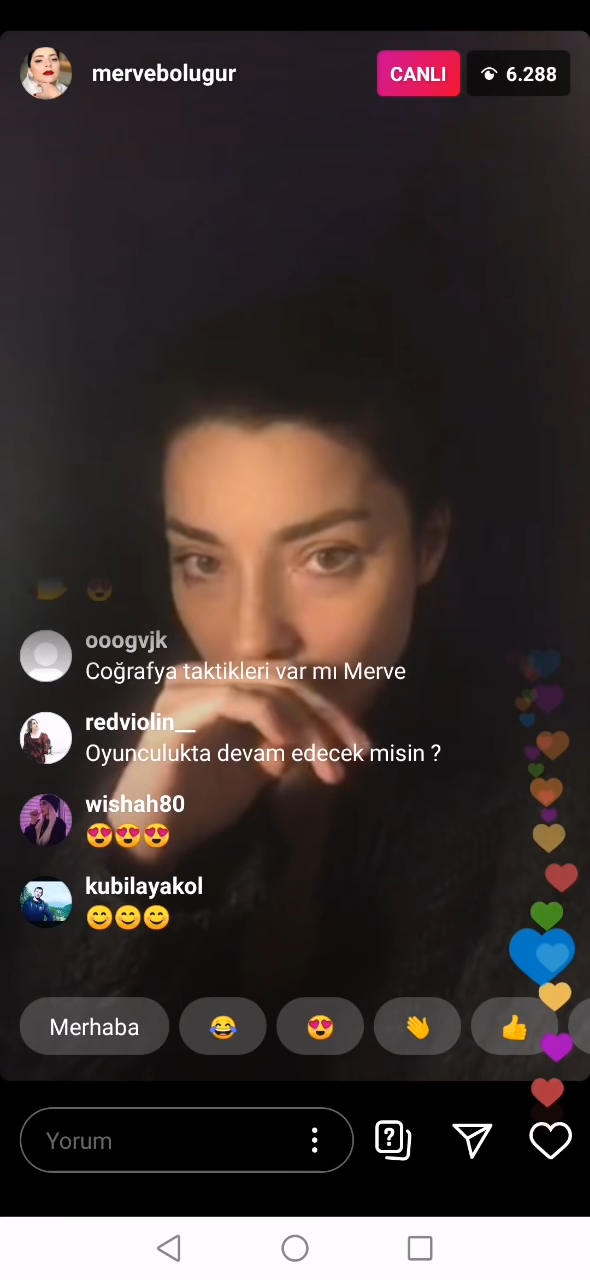 mervebolugur
CANLI
6.288
ooogvjk
Coğrafya taktikleri var mı Merve
redviolin__
Oyunculukta devam edecek misin ?
wishah80
😍😍😍
kubilayakol
😊😊😊
Merhaba
Yorum